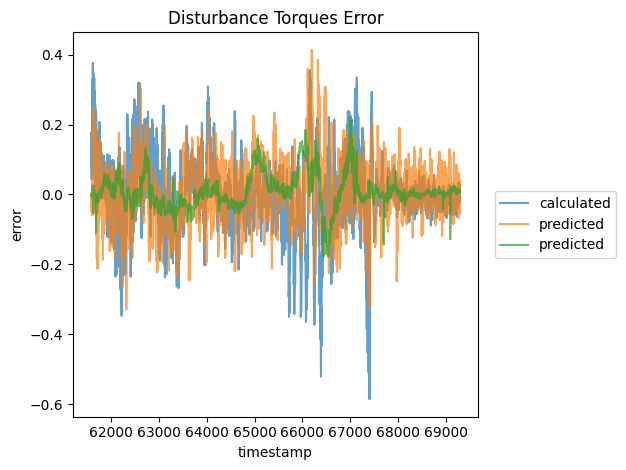 Disturbance Torques Error
0.4
0.2
0.0
−0.2
−0.4
−0.6
error
62000 63000 64000 65000 66000 67000 68000 69000
timestamp
calculated
predicted
predicted